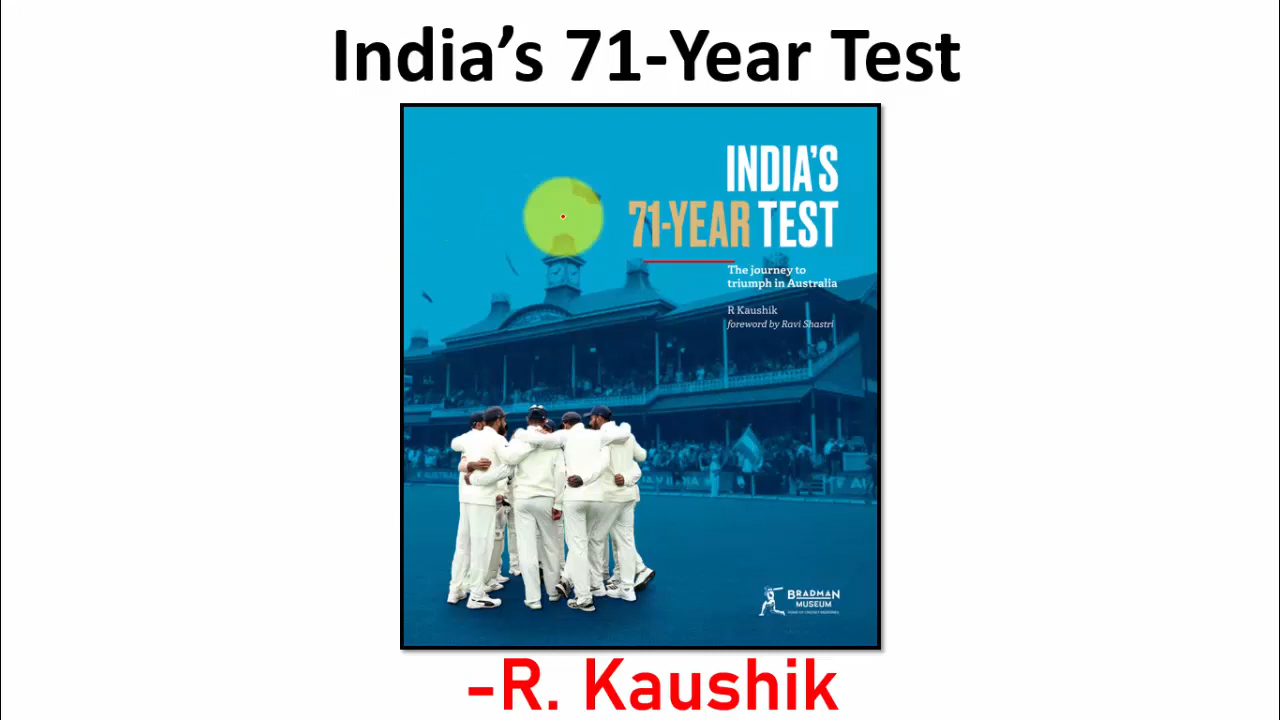 India's 71-Year Test
INDIA'S
71-YEAR TEST
The journey to
triumph in Australia
R Kaushik
foreword by Ravi Shastri
BRADMAN
MUSEUM
-R. Kaushik